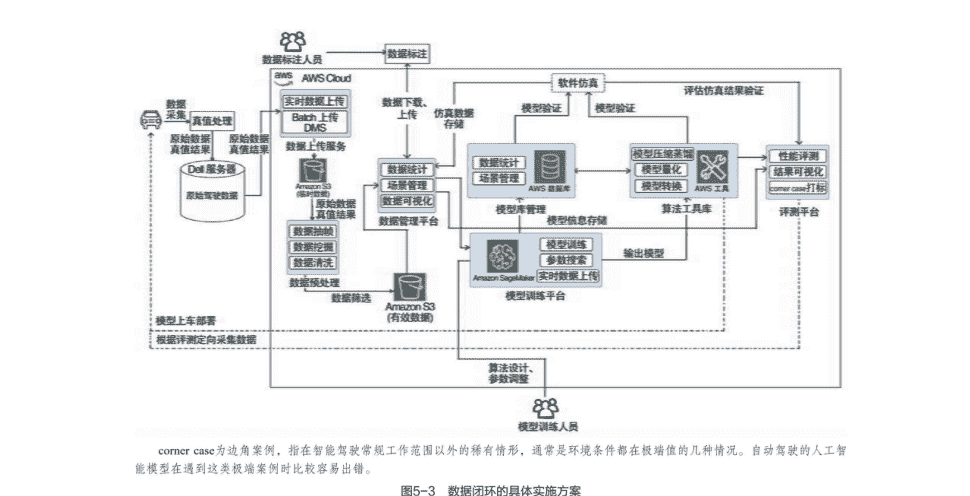 数据标注人员
数据标注
aws
AWS Cloud
软件仿真
数据
采集
真值处理
原始数据
真值结果
原始数据
真值结果
Dell 服务器
原始驾驶数据
实时数据上传
Batch 上传
DMS
数据上传服务
Amazon S3
(临时数据)
原始数据
真值结果
数据抽帧
数据挖掘
数据清洗
数据预处理
数据筛选
Amazon S3
(有效数据)
数据下载、
上传
仿真数据
存储
数据统计
场景管理
数据可视化
数据管理平台
模型验证
模型验证
评估仿真结果验证
数据统计
场景管理
AWS 数据库
模型库管理
模型压缩蒸馏
模型量化
模型转换
AWS 工具
算法工具库
性能评测
结果可视化
corner case打标
评测平台
模型信息存储
Amazon SageMaker
模型训练
参数搜索
实时数据上传
模型训练平台
输出模型
模型上车部署
根据评测定向采集数据
算法设计、
参数调整
模型训练人员
corner case为边角案例，指在智能驾驶常规工作范围以外的稀有情形，通常是环境条件都在极端值的几种情况。自动驾驶的人工智
能模型在遇到这类极端案例时比较容易出错。
图5-3 数据闭环的具体实施方案